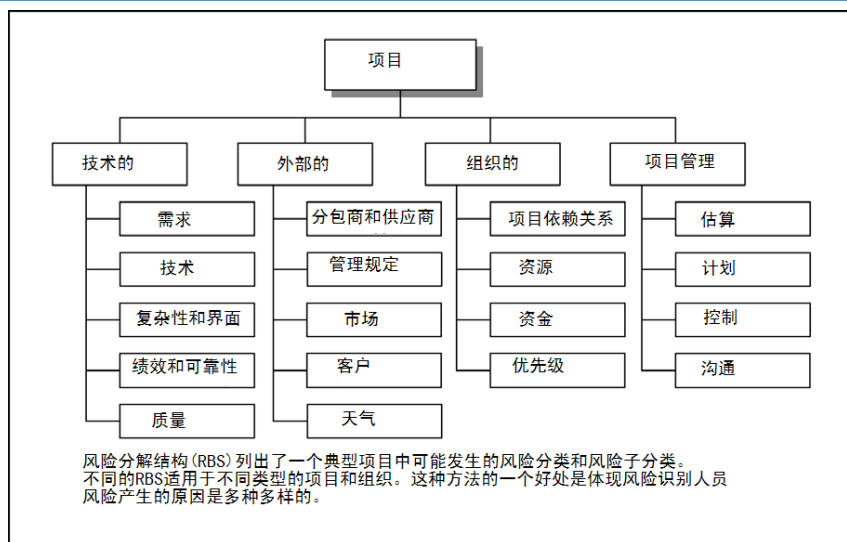 项目
技术的
外部的
组织的
项目管理
需求
分包商和供应商
项目依赖关系
估算
技术
管理规定
资源
计划
复杂性和界面
市场
资金
控制
绩效和可靠性
客户
优先级
沟通
质量
天气
风险分解结构(RBS)列出了一个典型项目中可能发生的风险分类和风险子分类。
不同的RBS适用于不同类型的项目和组织。这种方法的一个好处是体现风险识别人员
风险产生的原因是多种多样的。